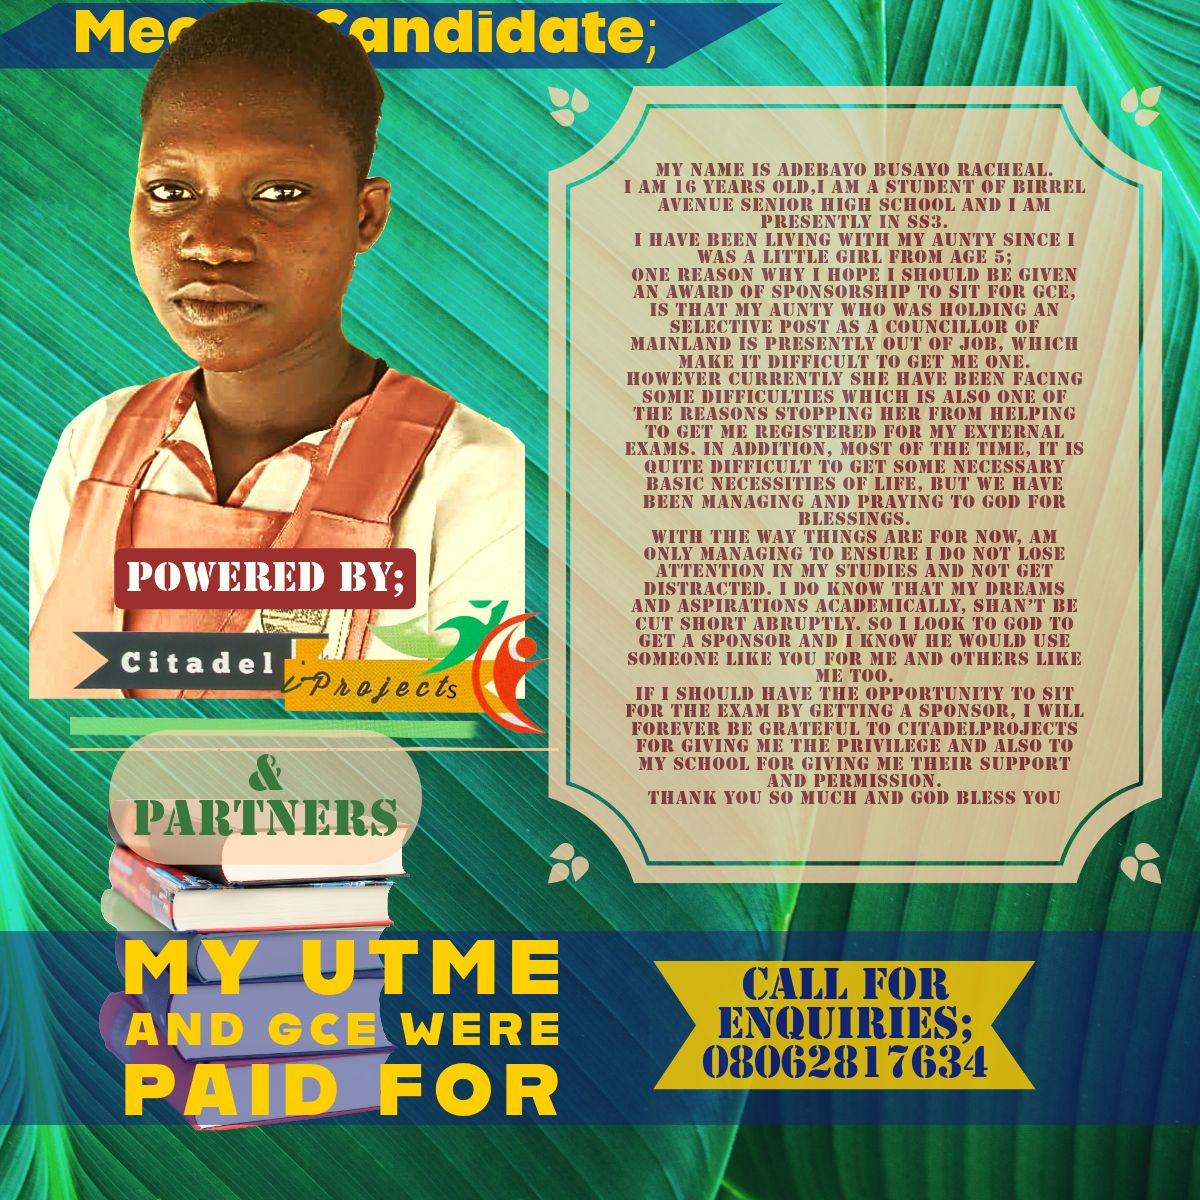 Mee Candidate;
MY NAME IS ADEBAYO BUSAYO RACHEAL.
I AM 16 YEARS OLD,I AM A STUDENT OF BIRREL
AVENUE SENIOR HIGH SCHOOL AND I AM
PRESENTLY IN SS3.
I HAVE BEEN LIVING WITH MY AUNTY SINCE I
WAS A LITTLE GIRL FROM AGE 5;
ONE REASON WHY I HOPE I SHOULD BE GIVEN
AN AWARD OF SPONSORSHIP TO SIT FOR GCE,
IS THAT MY AUNTY WHO WAS HOLDING AN
SELECTIVE POST AS A COUNCILLOR OF
MAINLAND IS PRESENTLY OUT OF JOB, WHICH
MAKE IT DIFFICULT TO GET ME ONE.
HOWEVER CURRENTLY SHE HAVE BEEN FACING
SOME DIFFICULTIES WHICH IS ALSO ONE OF
THE REASONS STOPPING HER FROM HELPING
TO GET ME REGISTERED FOR MY EXTERNAL
EXAMS. IN ADDITION, MOST OF THE TIME, IT IS
QUITE DIFFICULT TO GET SOME NECESSARY
BASIC NECESSITIES OF LIFE, BUT WE HAVE
BEEN MANAGING AND PRAYING TO GOD FOR
BLESSINGS.
WITH THE WAY THINGS ARE FOR NOW, AM
ONLY MANAGING TO ENSURE I DO NOT LOSE
ATTENTION IN MY STUDIES AND NOT GET
DISTRACTED. I DO KNOW THAT MY DREAMS
AND ASPIRATIONS ACADEMICALLY, SHAN'T BE
CUT SHORT ABRUPTLY. SO I LOOK TO GOD TO
GET A SPONSOR AND I KNOW HE WOULD USE
SOMEONE LIKE YOU FOR ME AND OTHERS LIKE
ME TOO.
IF I SHOULD HAVE THE OPPORTUNITY TO SIT
FOR THE EXAM BY GETTING A SPONSOR, I WILL
FOREVER BE GRATEFUL TO CITADELPROJECTS
FOR GIVING ME THE PRIVILEGE AND ALSO TO
MY SCHOOL FOR GIVING ME THEIR SUPPORT
AND PERMISSION.
THANK YOU SO MUCH AND GOD BLESS YOU
POWERED BY;
Citadel
iProjects
&
PARTNERS
MY UTME
AND GCE WERE
PAID FOR
CALL FOR
ENQUIRIES;
08062817634